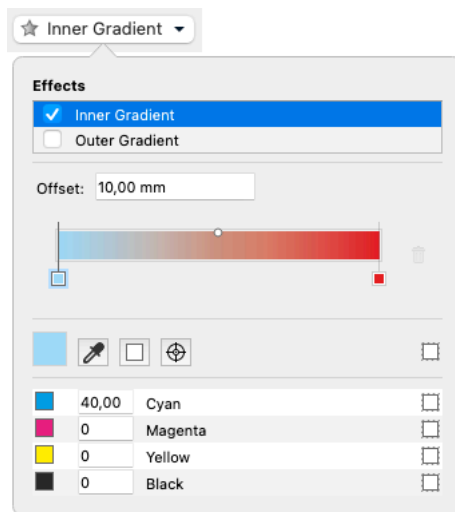 Inner Gradient
Effects
Inner Gradient
Outer Gradient
Offset: 10,00 mm
40,00 Cyan
0 Magenta
0 Yellow
0 Black